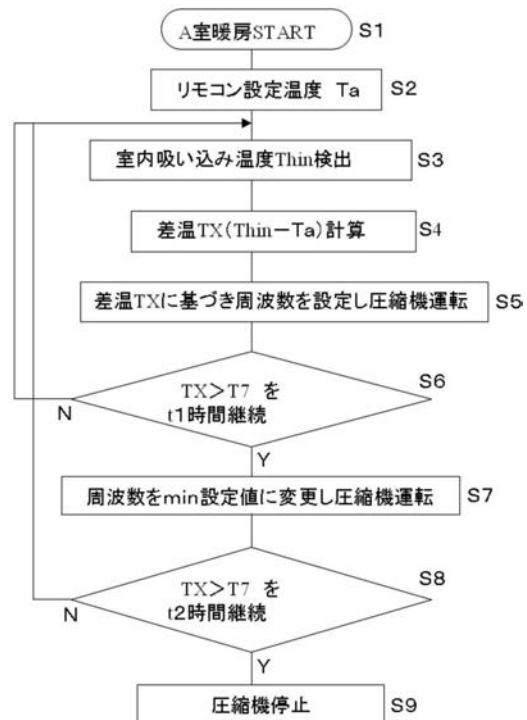 A室暖房START S1
リモコン設定温度 Ta S2
室内吸い込み温度Thin検出 S3
差温TX(Thin－Ta)計算 S4
差温TXに基づき周波数を設定し圧縮機運転 S5
TX＞T7 を S6
t1時間継続
N
Y
周波数をmin設定値に変更し圧縮機運転 S7
TX＞T7 を S8
t2時間継続
N
Y
圧縮機停止 S9